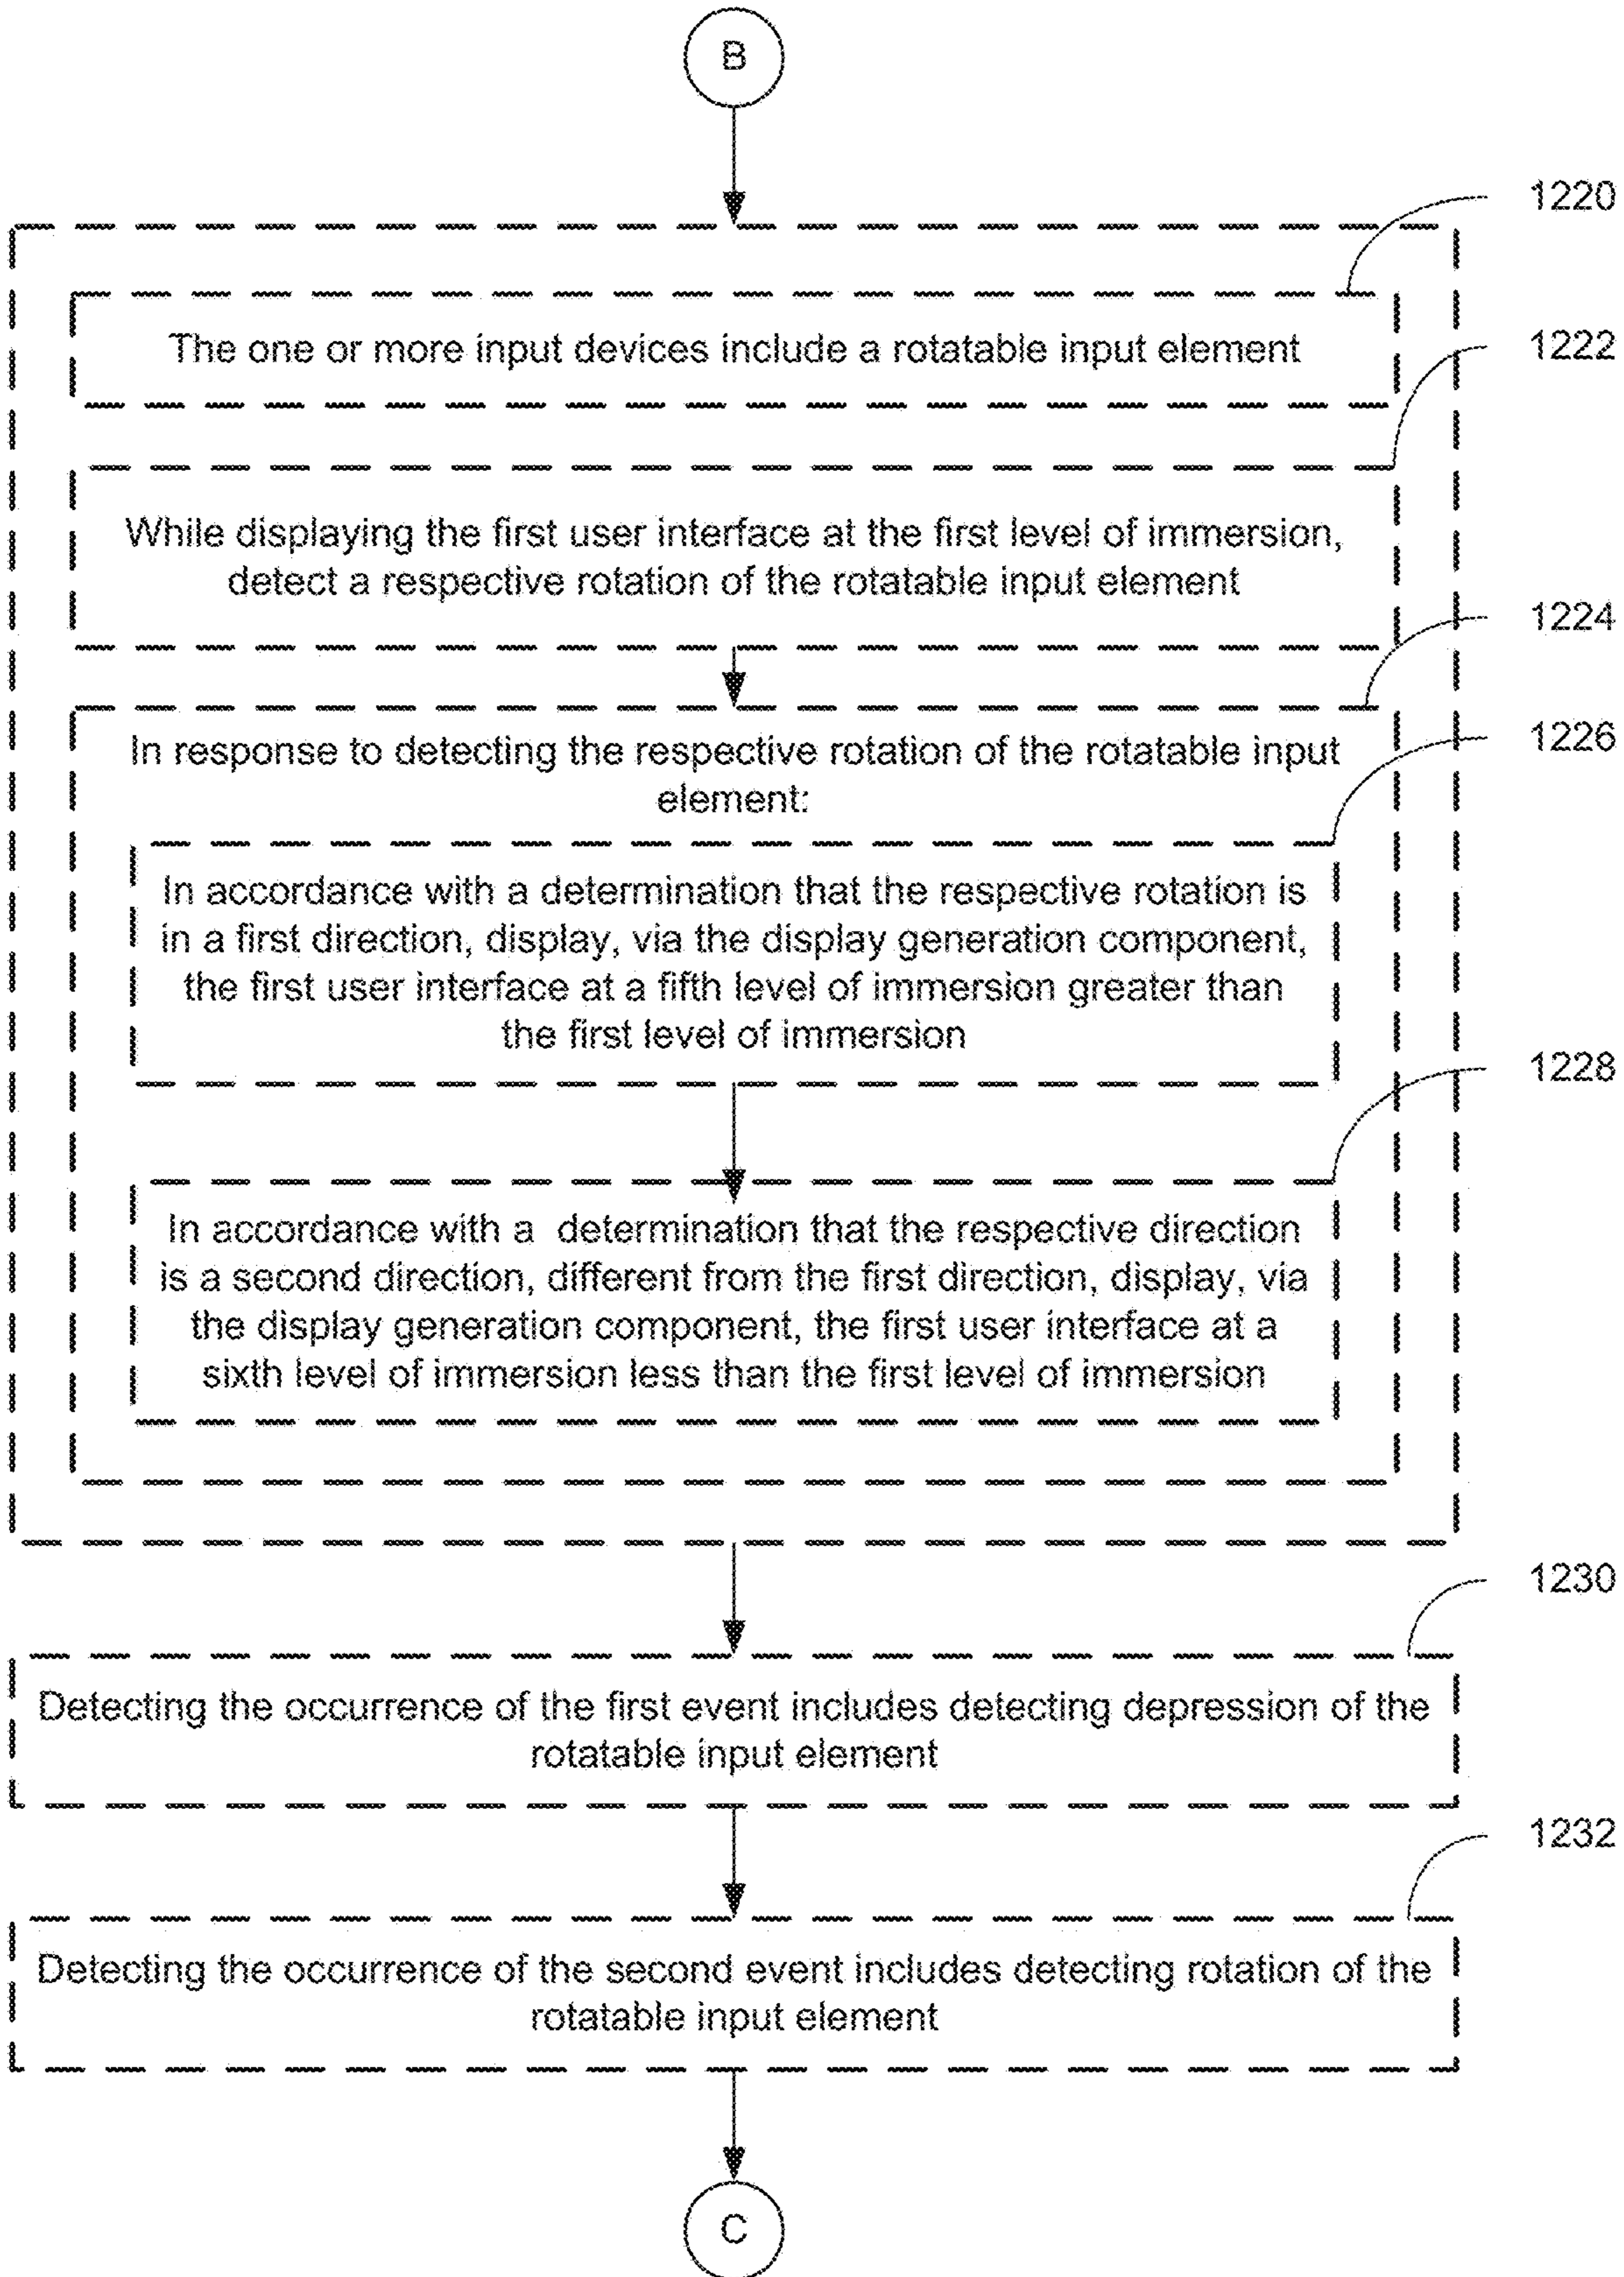 B
1220
The one or more input devices include a rotatable input element
1222
While displaying the first user interface at the first level of immersion,
detect a respective rotation of the rotatable input element
1224
In response to detecting the respective rotation of the rotatable input
element:
1226
In accordance with a determination that the respective rotation is
in a first direction, display, via the display generation component,
the first user interface at a fifth level of immersion greater than
the first level of immersion
1228
In accordance with a determination that the respective direction
is a second direction, different from the first direction, display, via
the display generation component, the first user interface at a
sixth level of immersion less than the first level of immersion
1230
Detecting the occurrence of the first event includes detecting depression of the
rotatable input element
1232
Detecting the occurrence of the second event includes detecting rotation of the
rotatable input element
C